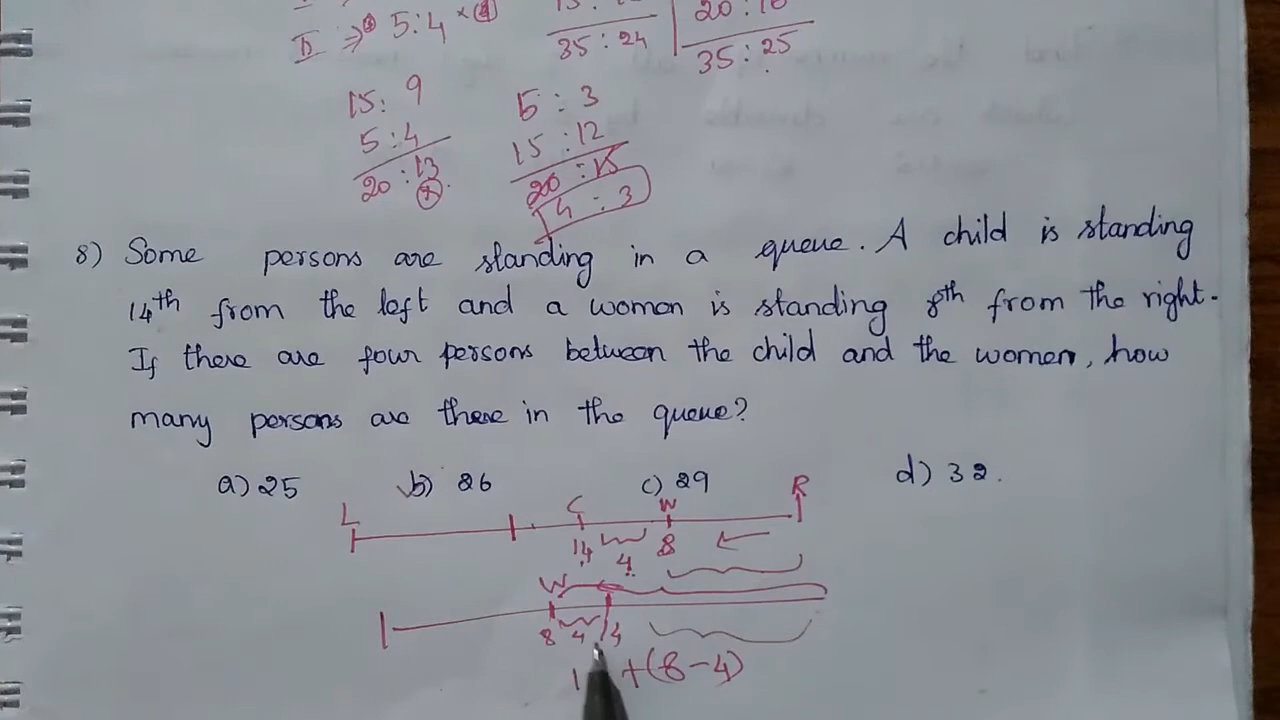 II ⇒ 5:4 ×
35 : 24
20 : 16
35 : 25
15 : 9
5 : 4
20 : 13
5 : 3
15 : 12
20 : 15
4 : 3
8) Some persons are standing in a queue. A child is standing
14th from the left and a woman is standing 8th from the right.
If there are four persons between the child and the women, how
many persons are there in the queue?
a) 25 b) 26 c) 29 d) 32.
L C W R
14 4 8
W
8 4 14
+(8-4)